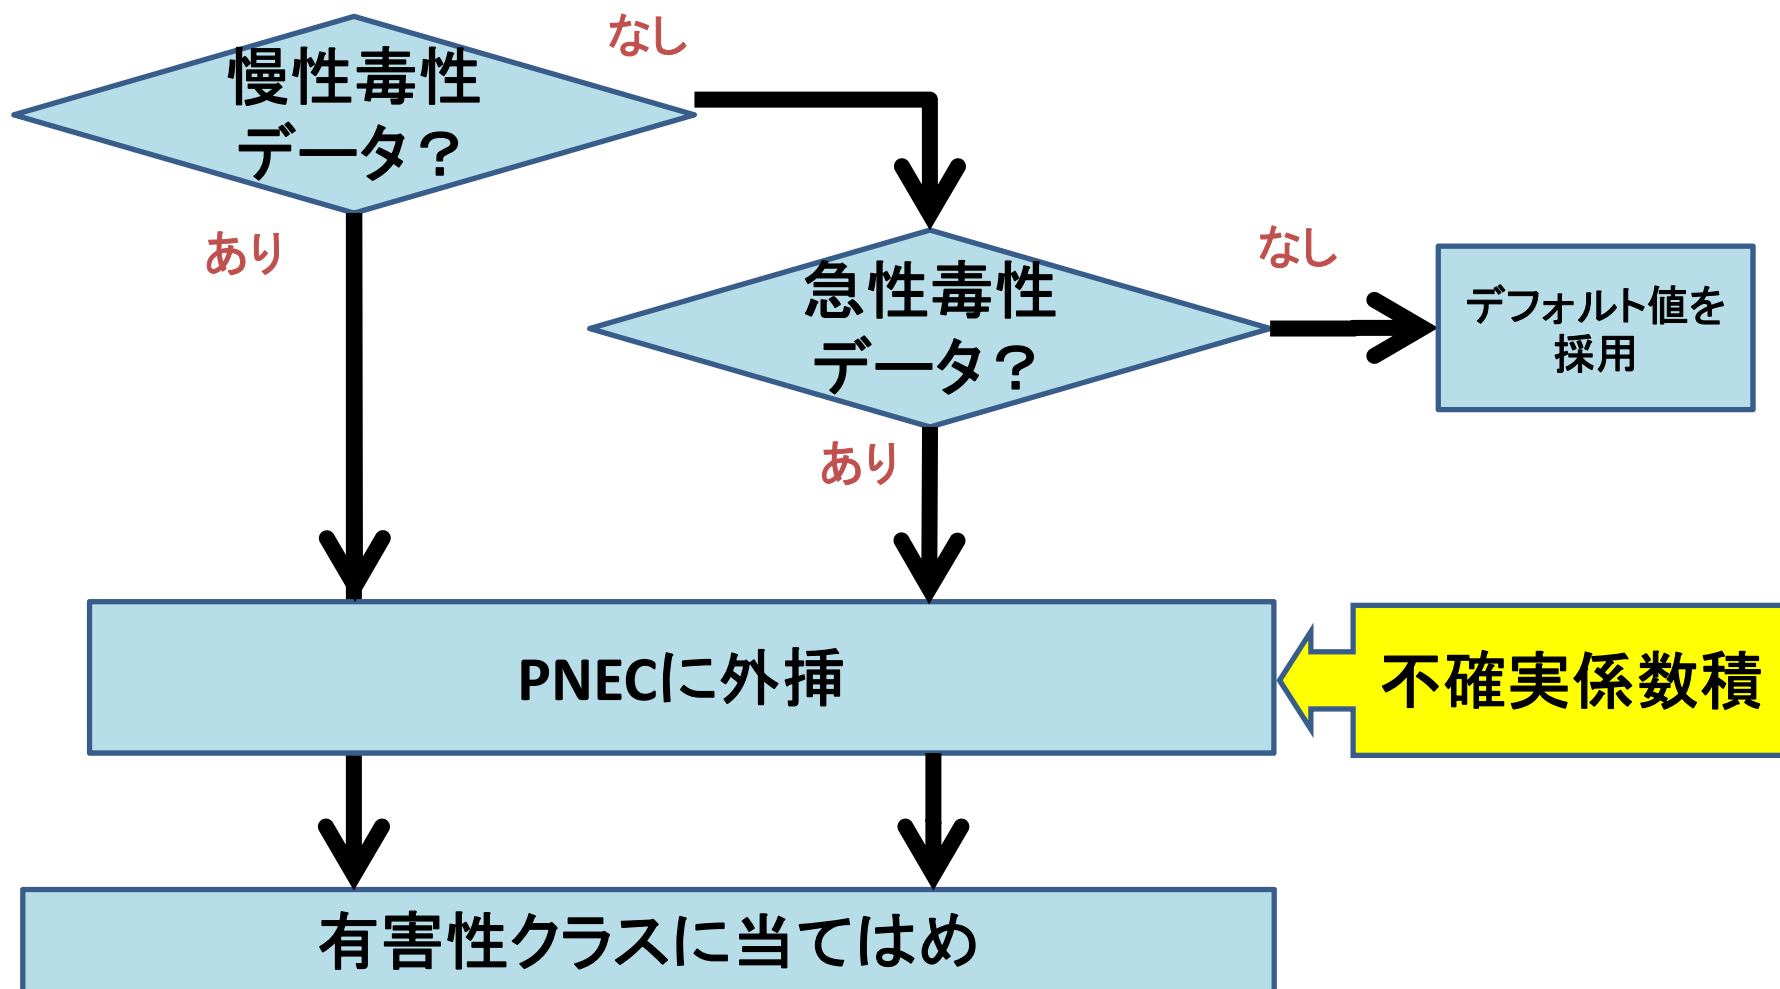 慢性毒性
データ？
なし
あり
急性毒性
データ？
なし
あり
デフォルト値を
採用
PNECに外挿
不確実係数積
有害性クラスに当てはめ